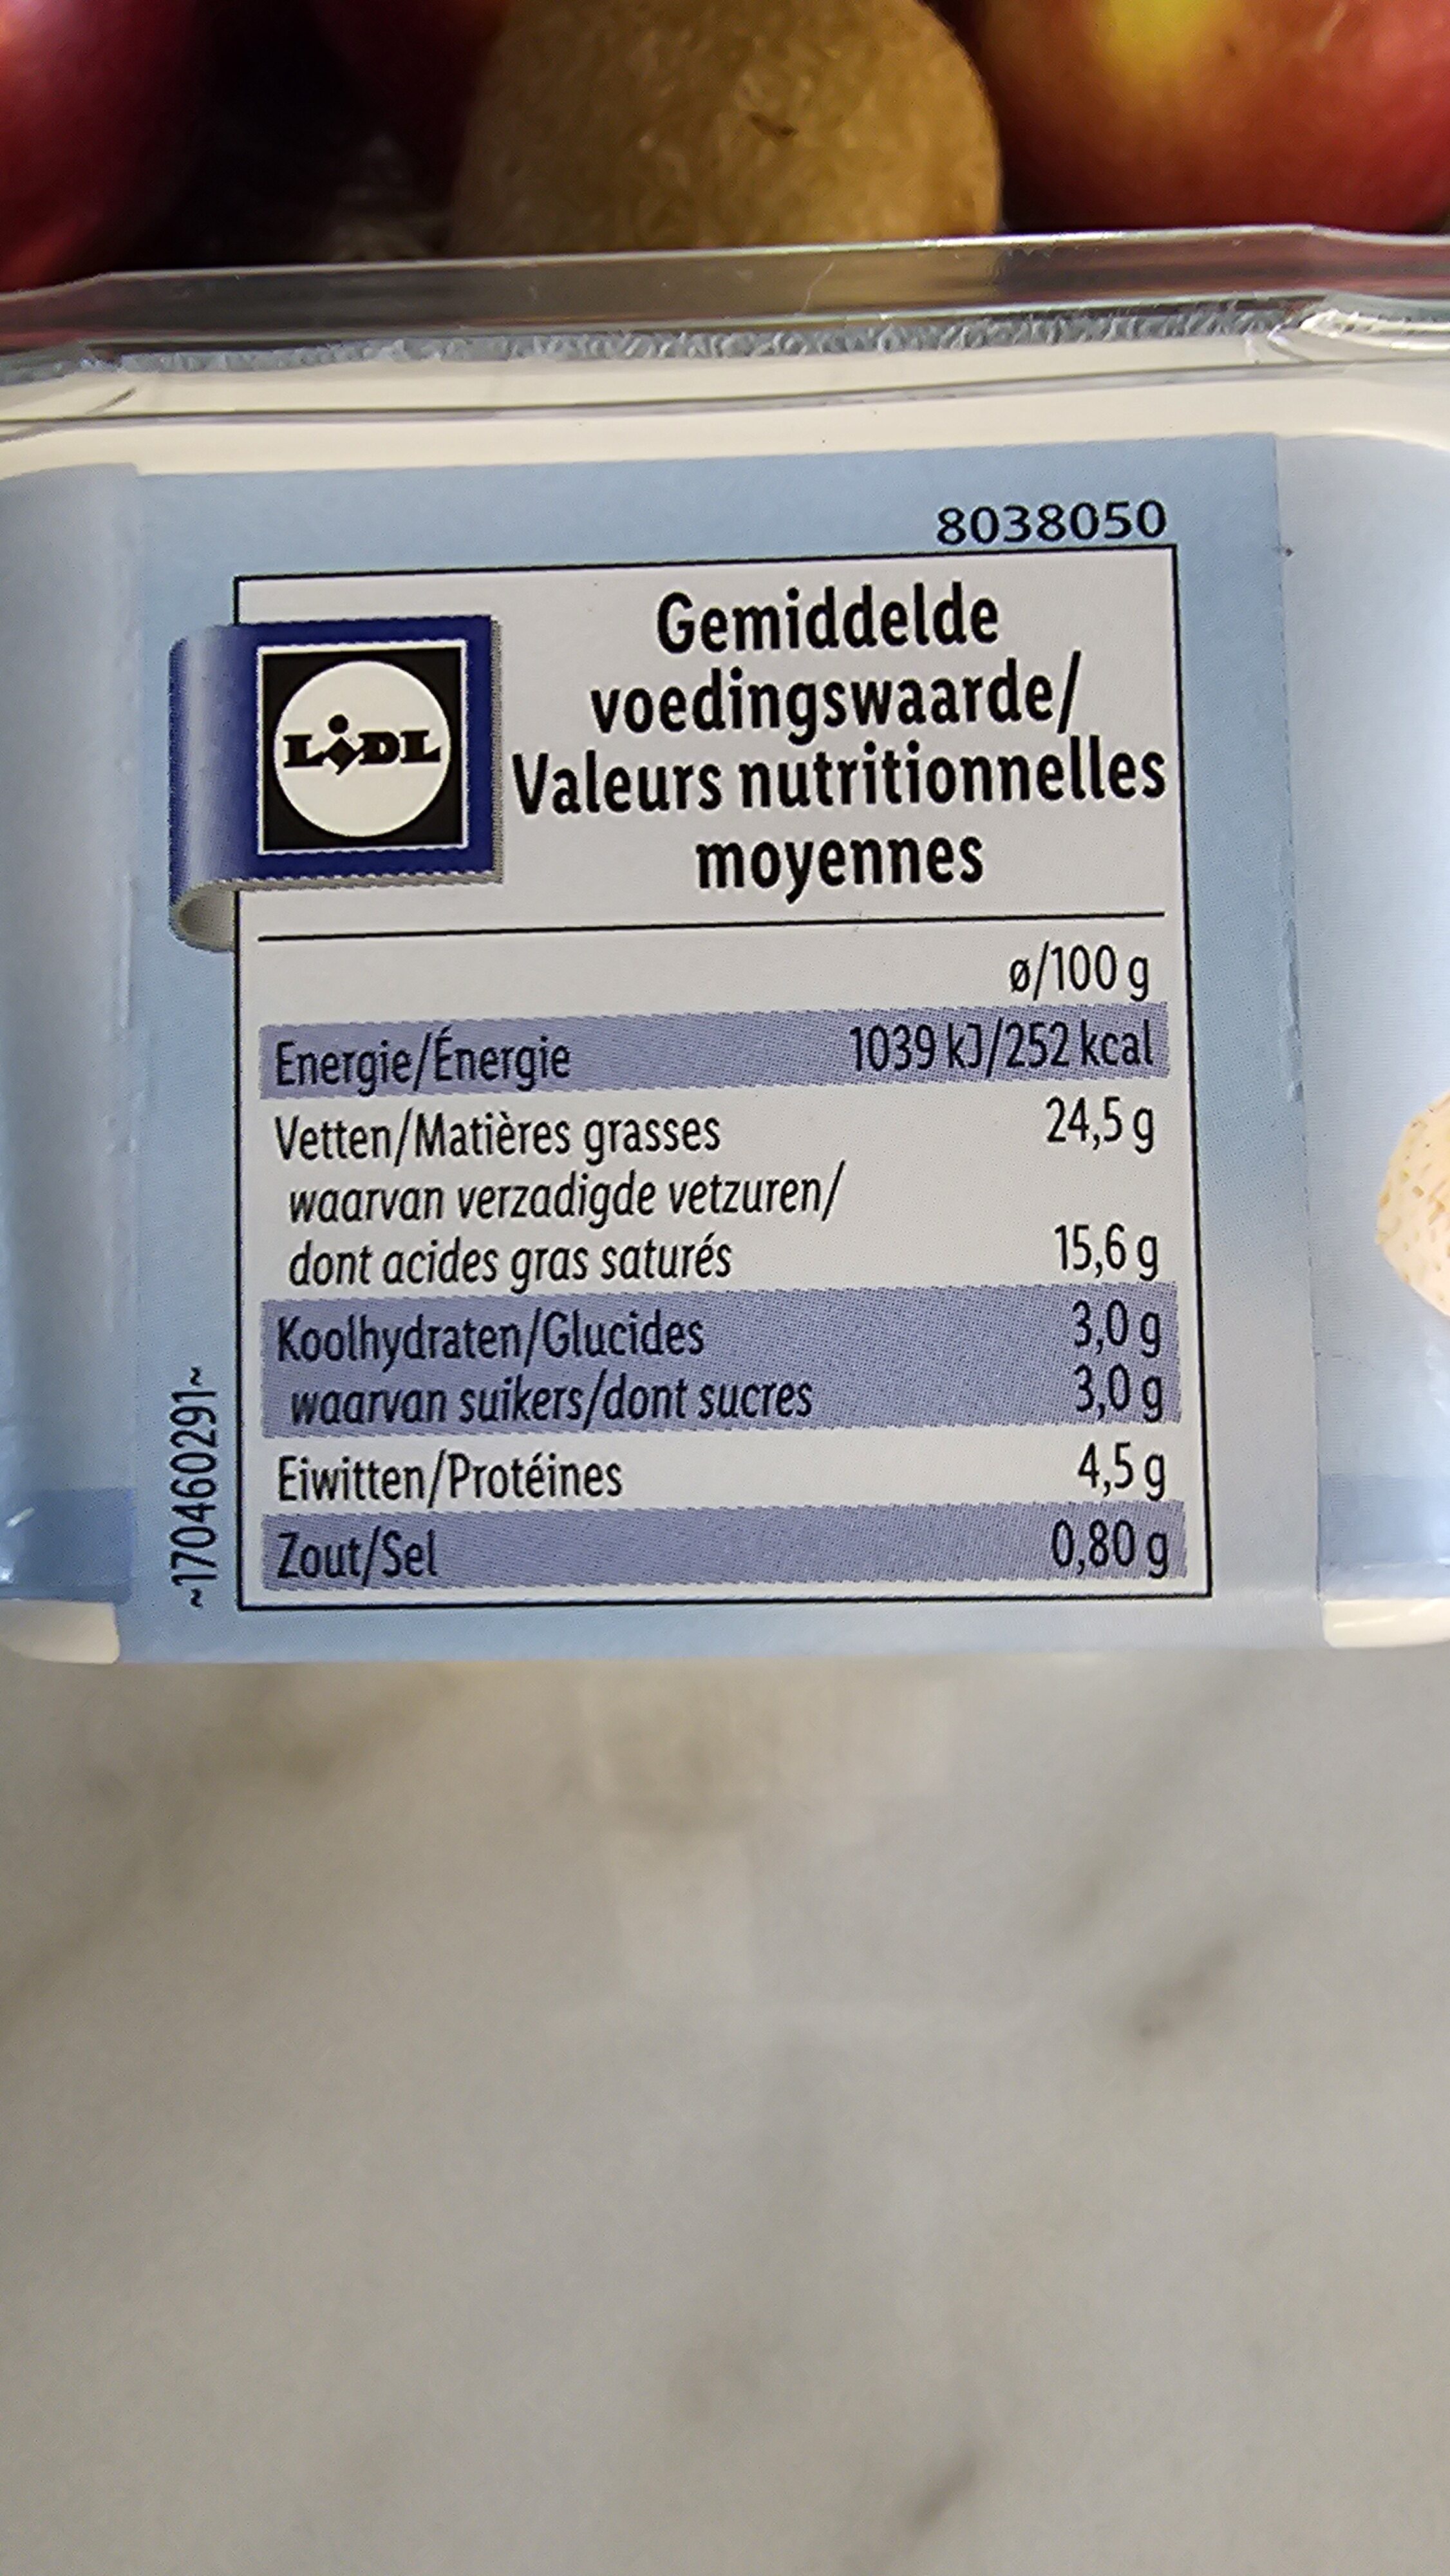 8038050
LIDL
Gemiddelde
voedingswaarde/
Valeurs nutritionnelles
moyennes
ø/100 g
Energie/Énergie 1039 kJ/252 kcal
Vetten/Matières grasses 24,5 g
waarvan verzadigde vetzuren/
dont acides gras saturés 15,6 g
Koolhydraten/Glucides 3,0 g
waarvan suikers/dont sucres 3,0 g
Eiwitten/Protéines 4,5 g
Zout/Sel 0,80 g
~170460291~